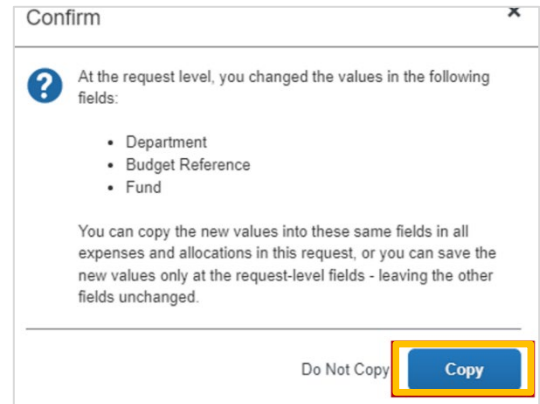 Confirm
×
At the request level, you changed the values in the following
fields:
• Department
• Budget Reference
• Fund
You can copy the new values into these same fields in all
expenses and allocations in this request, or you can save the
new values only at the request-level fields - leaving the other
fields unchanged.
Do Not Copy Copy